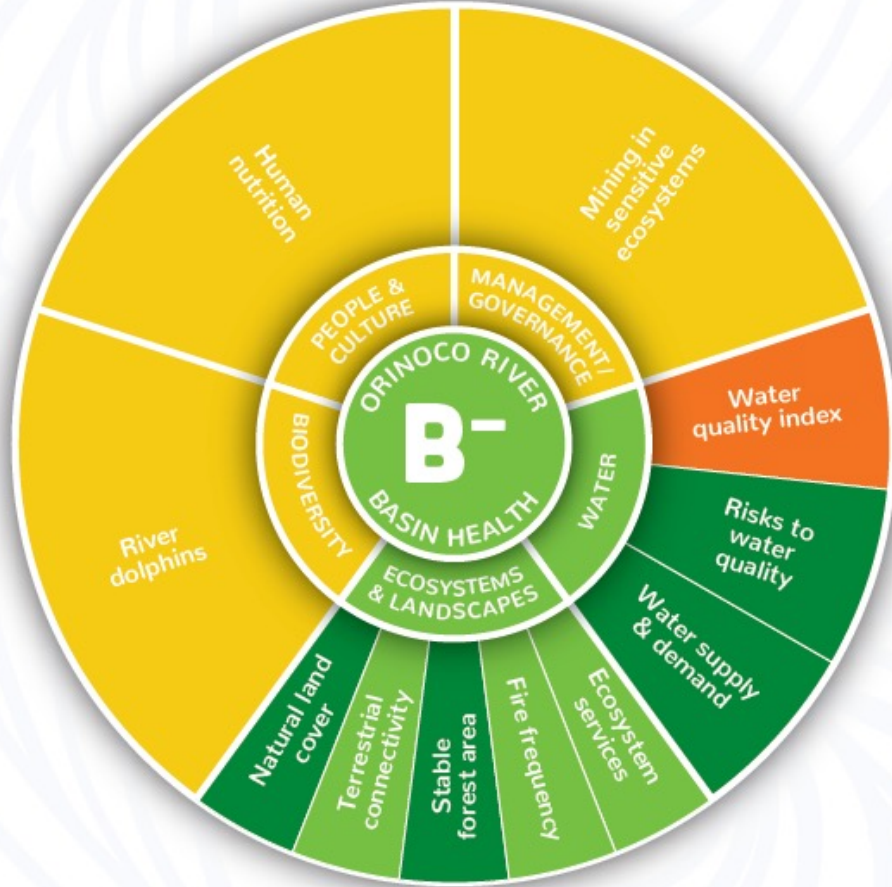 Human
nutrition
Mining in
sensitive
ecosystems
PEOPLE &
CULTURE
MANAGEMENT/
GOVERNANCE
ORINOCO RIVER
B-
BASIN HEALTH
BIODIVERSITY
WATER
ECOSYSTEMS
& LANDSCAPES
Water
quality index
Risks to
water
quality
Water supply
& demand
River
dolphins
Natural land
cover
Terrestrial
connectivity
Stable
forest area
Fire frequency
Ecosystem
services